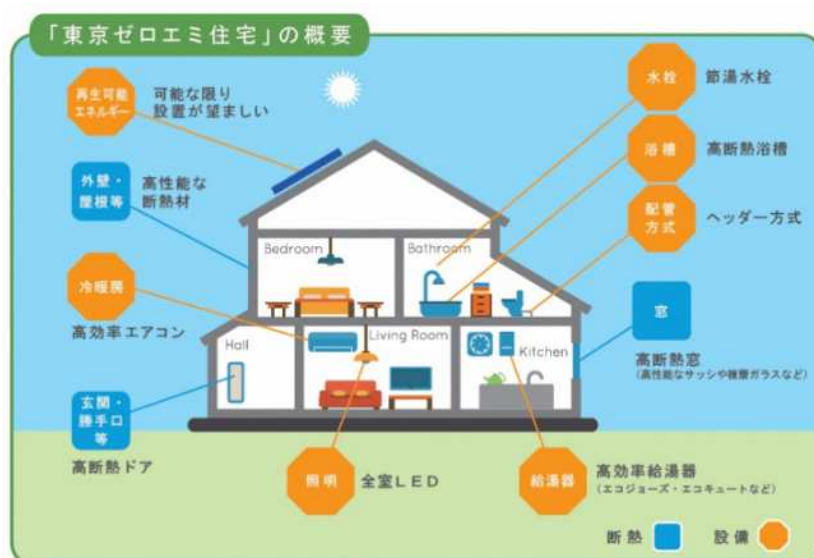 「東京ゼロエミ住宅」の概要
再生可能
エネルギー
可能な限り
設置が望ましい
外壁・
屋根等
高性能な
断熱材
冷暖房
高効率エアコン
玄関・
勝手口
等
高断熱ドア
水栓
節湯水栓
浴槽
高断熱浴槽
配管
方式
ヘッダー方式
窓
高断熱窓
(高性能なサッシや複層ガラスなど)
Bedroom
Bathroom
Hall
Living Room
Kitchen
照明
全室LED
給湯器
高効率給湯器
(エコジョーズ・エコキュートなど)
断熱
設備